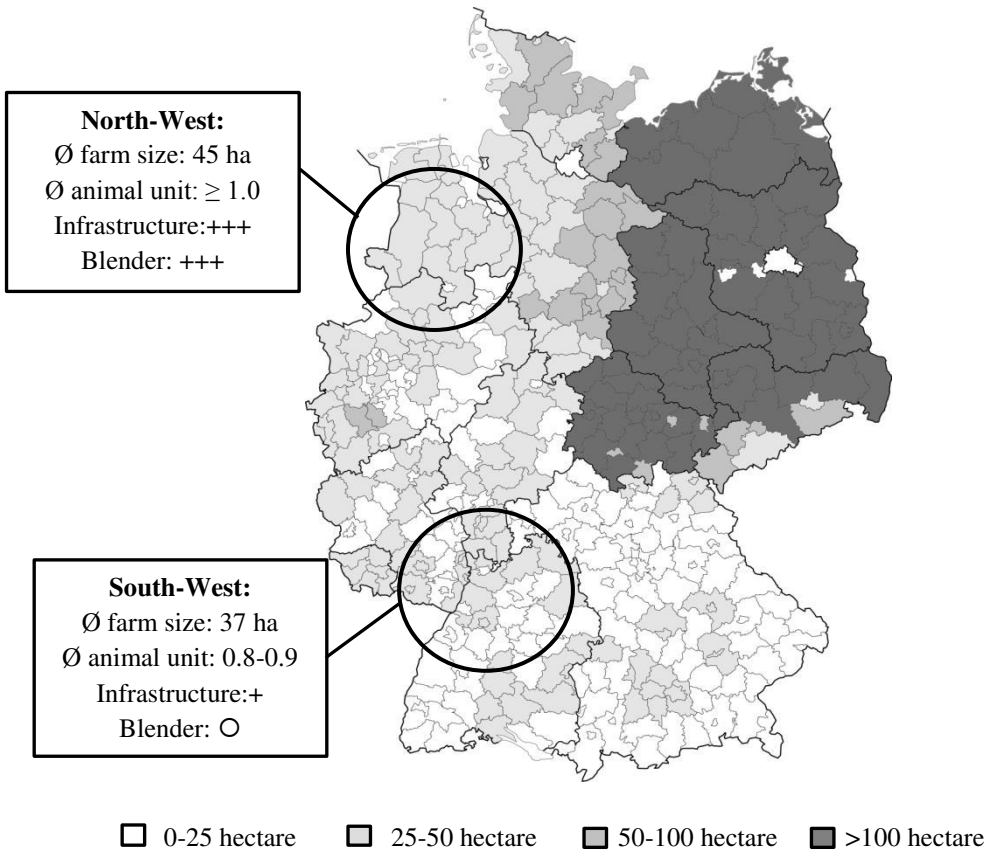 North-West:
Ø farm size: 45 ha
Ø animal unit: ≥ 1.0
Infrastructure:+++
Blender: +++
South-West:
Ø farm size: 37 ha
Ø animal unit: 0.8-0.9
Infrastructure:+
Blender: O
0-25 hectare 25-50 hectare 50-100 hectare >100 hectare